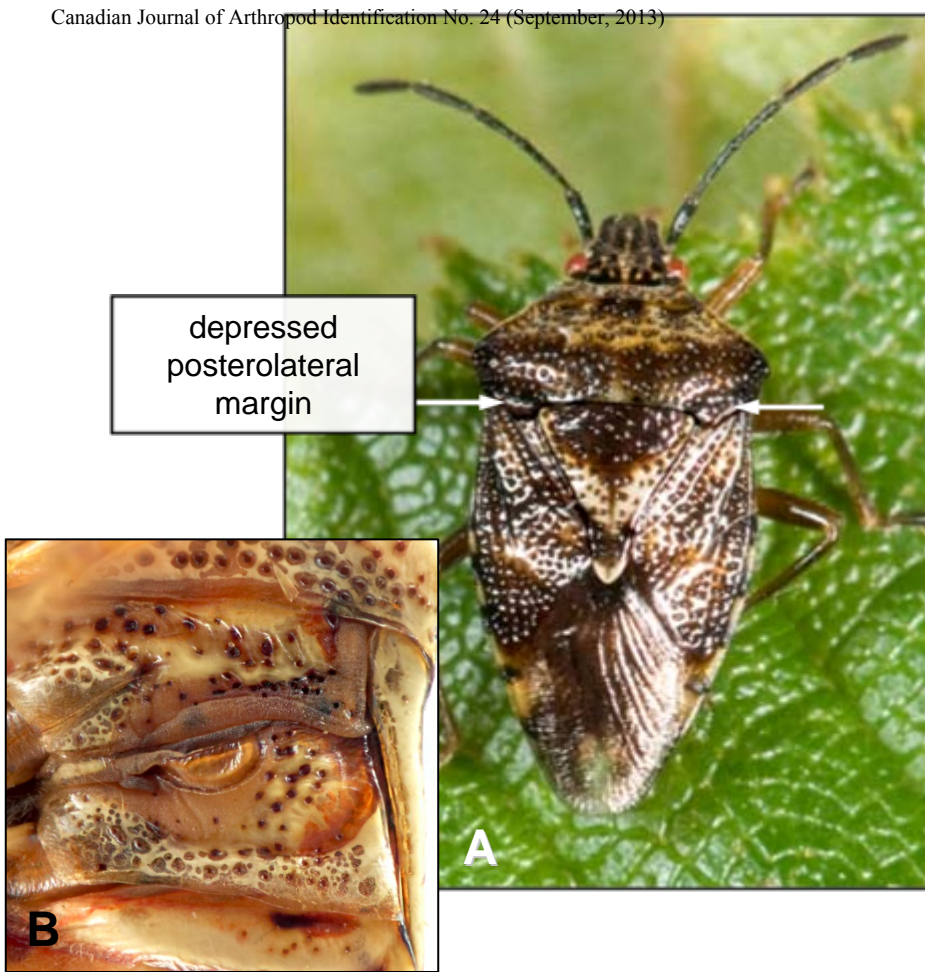 Canadian Journal of Arthropod Identification No. 24 (September, 2013)
depressed
posterolateral
margin
A
B